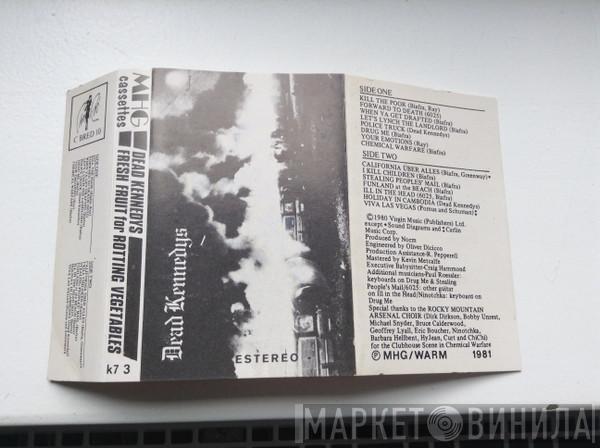 C BRED 10
MHG
cassettes
DEAD KENNEDYS
FRESH FRUIT for ROTTING VEGETABLES
k7 3
Dead Kennedys
ESTEREO
SIDE ONE
KILL THE POOR (Biafra, Ray)
FORWARD TO DEATH (6025)
WHEN YA GET DRAFTED (Biafra)
LET'S LYNCH THE LANDLORD (Biafra)
POLICE TRUCK (Dead Kennedys)
DRUG ME (Biafra)
YOUR EMOTIONS (Ray)
CHEMICAL WARFARE (Biafra)
SIDE TWO
CALIFORNIA ÜBER ALLES (Biafra, Greenway)•
I KILL CHILDREN (Biafra)
STEALING PEOPLES' MAIL (Biafra)
FUNLAND at the BEACH (Biafra)
ILL IN THE HEAD (6025, Biafra)
HOLIDAY IN CAMBODIA (Dead Kennedys)
VIVA LAS VEGAS (Pomus and Schuman)‡
©1980 Virgin Music (Publishers) Ltd.
except •Sound Diagrams and ‡Carlin
Music Corp.
Produced by Norm
Engineered by Oliver Dicicco
Production Assistance-R. Pepperell
Mastered by Kevin Metcalfe
Executive Babysitter-Craig Hammond
Additional musicians-Paul Roessler:
keyboards on Drug Me & Stealing
People's Mail/6025: other guitar
on Ill in the Head/Ninotchka: keyboard on
Drug Me
Special thanks to the ROCKY MOUNTAIN
ARSENAL CHOIR (Dirk Dirksen, Bobby Unrest,
Michael Snyder, Bruce Calderwood,
Geoffrey Lyall, Eric Boucher, Ninotchka,
Barbara Hellbent, HyJean, Curt and ChiChi)
for the Clubhouse Scene in Chemical Warfare
Ⓟ MHG/WARM 1981
МАРКЕТ ВИНИЛА